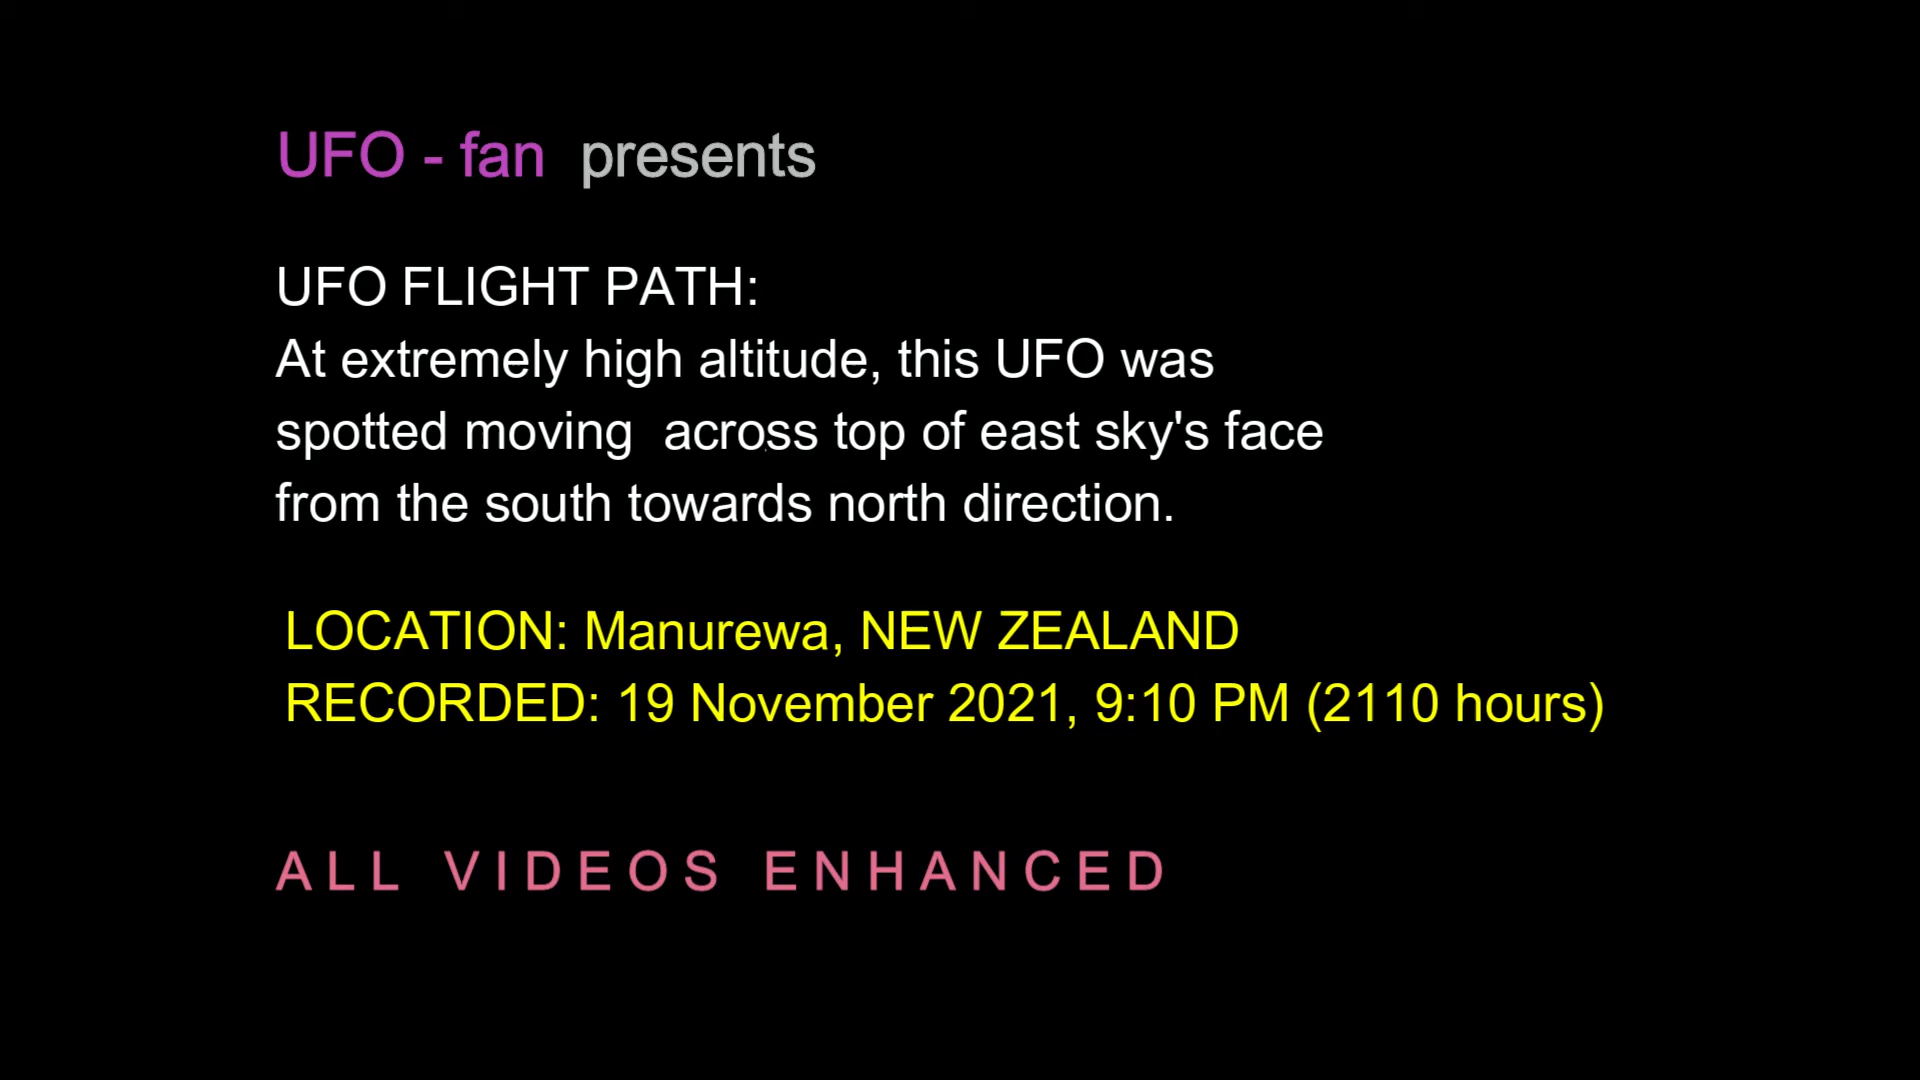 UFO - fan  presents
UFO FLIGHT PATH:
At extremely high altitude, this UFO was
spotted moving  across top of east sky's face
from the south towards north direction.
LOCATION: Manurewa, NEW ZEALAND
RECORDED: 19 November 2021, 9:10 PM (2110 hours)
ALL VIDEOS ENHANCED